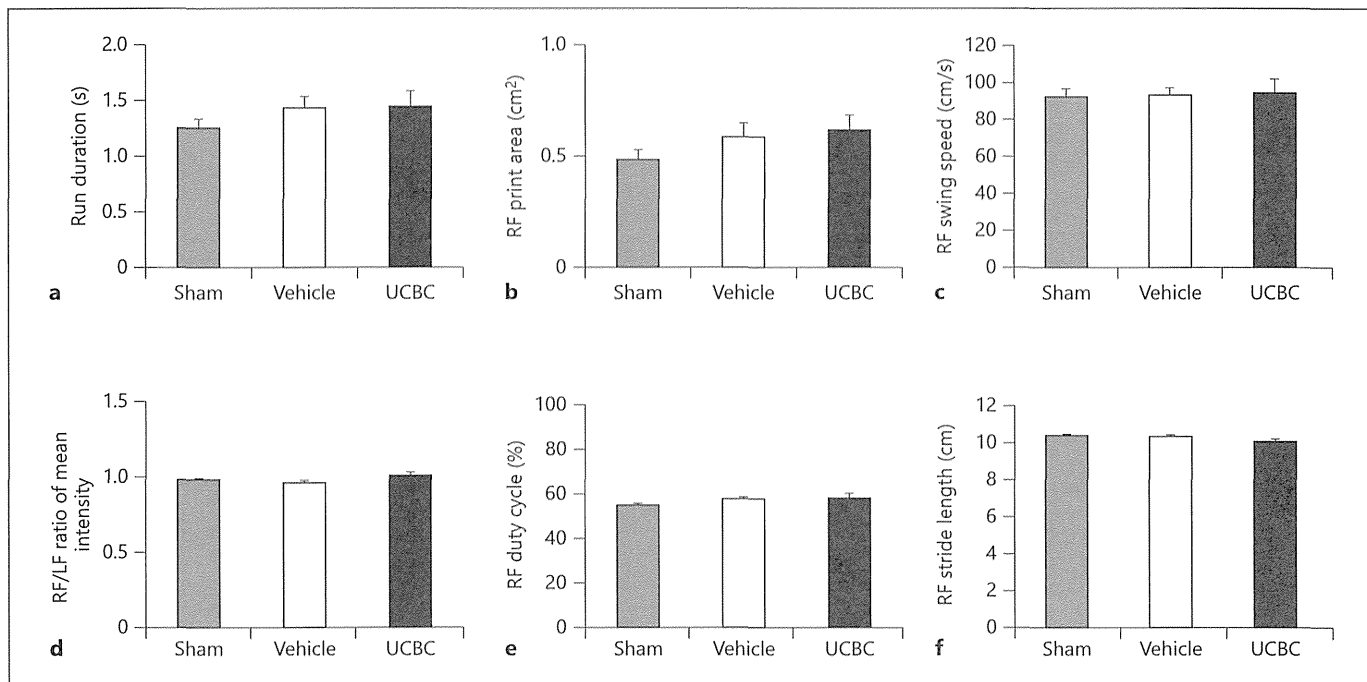 Run duration (s)
2.0
1.5
1.0
0.5
0
Sham Vehicle UCBC
a
RF print area (cm²)
1.0
0.5
0
Sham Vehicle UCBC
b
RF swing speed (cm/s)
120
100
80
60
40
20
0
Sham Vehicle UCBC
c
RF/LF ratio of mean
intensity
1.5
1.0
0.5
0
Sham Vehicle UCBC
d
RF duty cycle (%)
100
80
60
40
20
0
Sham Vehicle UCBC
e
RF stride length (cm)
12
10
8
6
4
2
0
Sham Vehicle UCBC
f